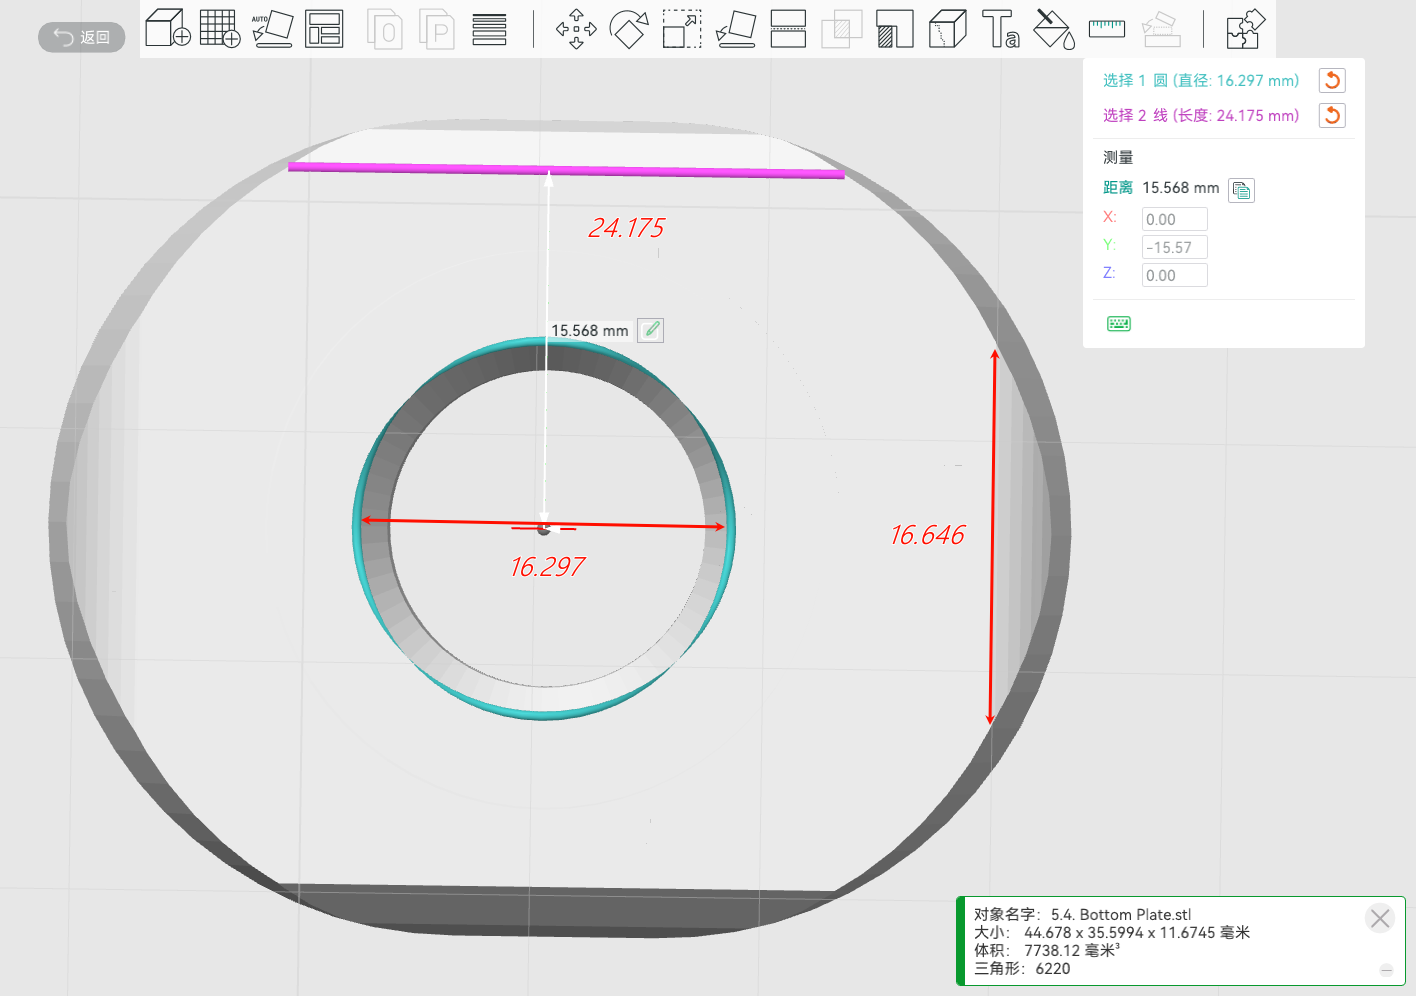 返回
AUTO
O
P
Ta
选择 1 圆 (直径: 16.297 mm)
选择 2 线 (长度: 24.175 mm)
测量
距离 15.568 mm
X: 0.00
Y: -15.57
Z: 0.00
24.175
15.568 mm
16.646
16.297
对象名字: 5.4. Bottom Plate.stl
大小: 44.678 x 35.5994 x 11.6745 毫米
体积: 7738.12 毫米³
三角形: 6220